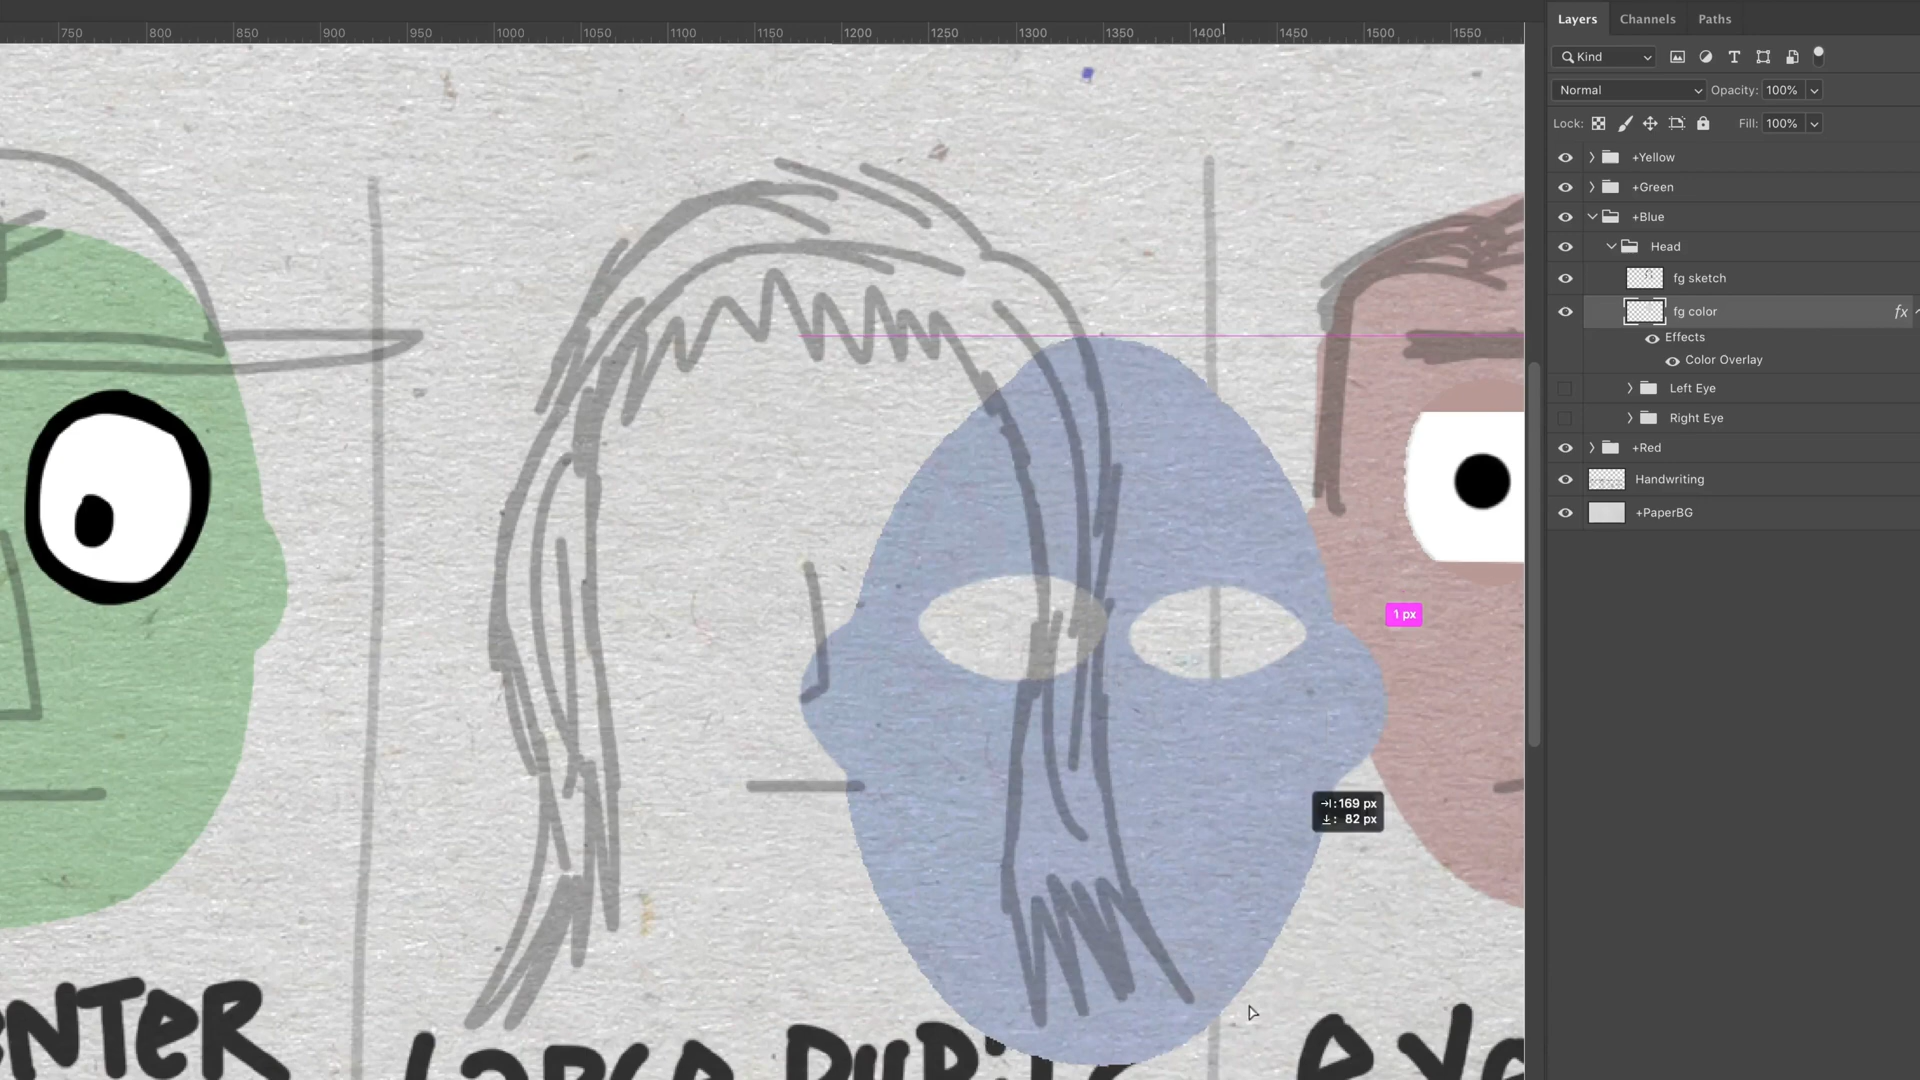 Layers Channels Paths
750 800 850 900 950 1000 1050 1100 1150 1200 1250 1300 1350 1400 1450 1500 1550
Kind
Normal Opacity: 100%
Lock: Fill: 100%
+Yellow
+Green
+Blue
Head
fg sketch
fg color fx
Effects
Color Overlay
Left Eye
Right Eye
+Red
Handwriting
+PaperBG
1 px
: 169 px
: 82 px